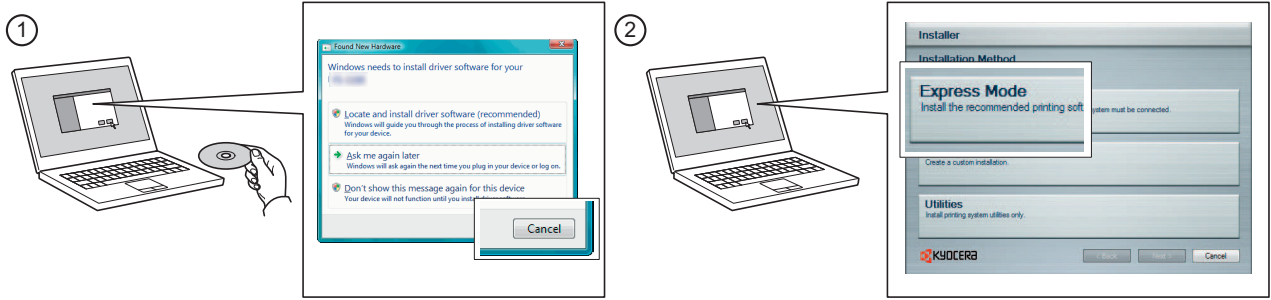 1
Found New Hardware
Windows needs to install driver software for your
Locate and install driver software (recommended)
Windows will guide you through the process of installing driver software
for your device.
Ask me again later
Windows will ask again the next time you plug in your device or log on.
Don't show this message again for this device
Your device will not function until you install
Cancel
2
Installer
Installation Method
Express Mode
Install the recommended printing soft
ystem must be connected.
Create a custom installation.
Utilities
Install printing system utilities only.
KYOCERA
< Back
Next >
Cancel